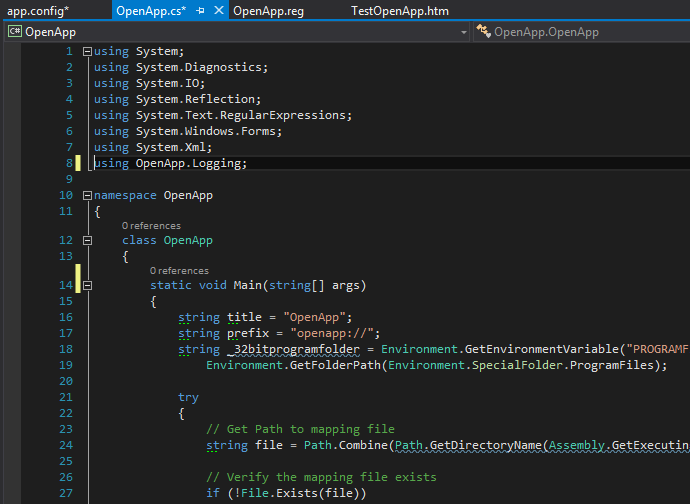 app.config* OpenApp.cs* OpenApp.reg TestOpenApp.htm
C# OpenApp OpenApp.OpenApp
1 using System;
2 using System.Diagnostics;
3 using System.IO;
4 using System.Reflection;
5 using System.Text.RegularExpressions;
6 using System.Windows.Forms;
7 using System.Xml;
8 using OpenApp.Logging;
9
10 namespace OpenApp
11 {
0 references
12 class OpenApp
13 {
0 references
14 static void Main(string[] args)
15 {
16 string title = "OpenApp";
17 string prefix = "openapp://";
18 string _32bitprogramfolder = Environment.GetEnvironmentVariable("PROGRAMF
19 Environment.GetFolderPath(Environment.SpecialFolder.ProgramFiles);
20
21 try
22 {
23 // Get Path to mapping file
24 string file = Path.Combine(Path.GetDirectoryName(Assembly.GetExecutin
25
26 // Verify the mapping file exists
27 if (!File.Exists(file))